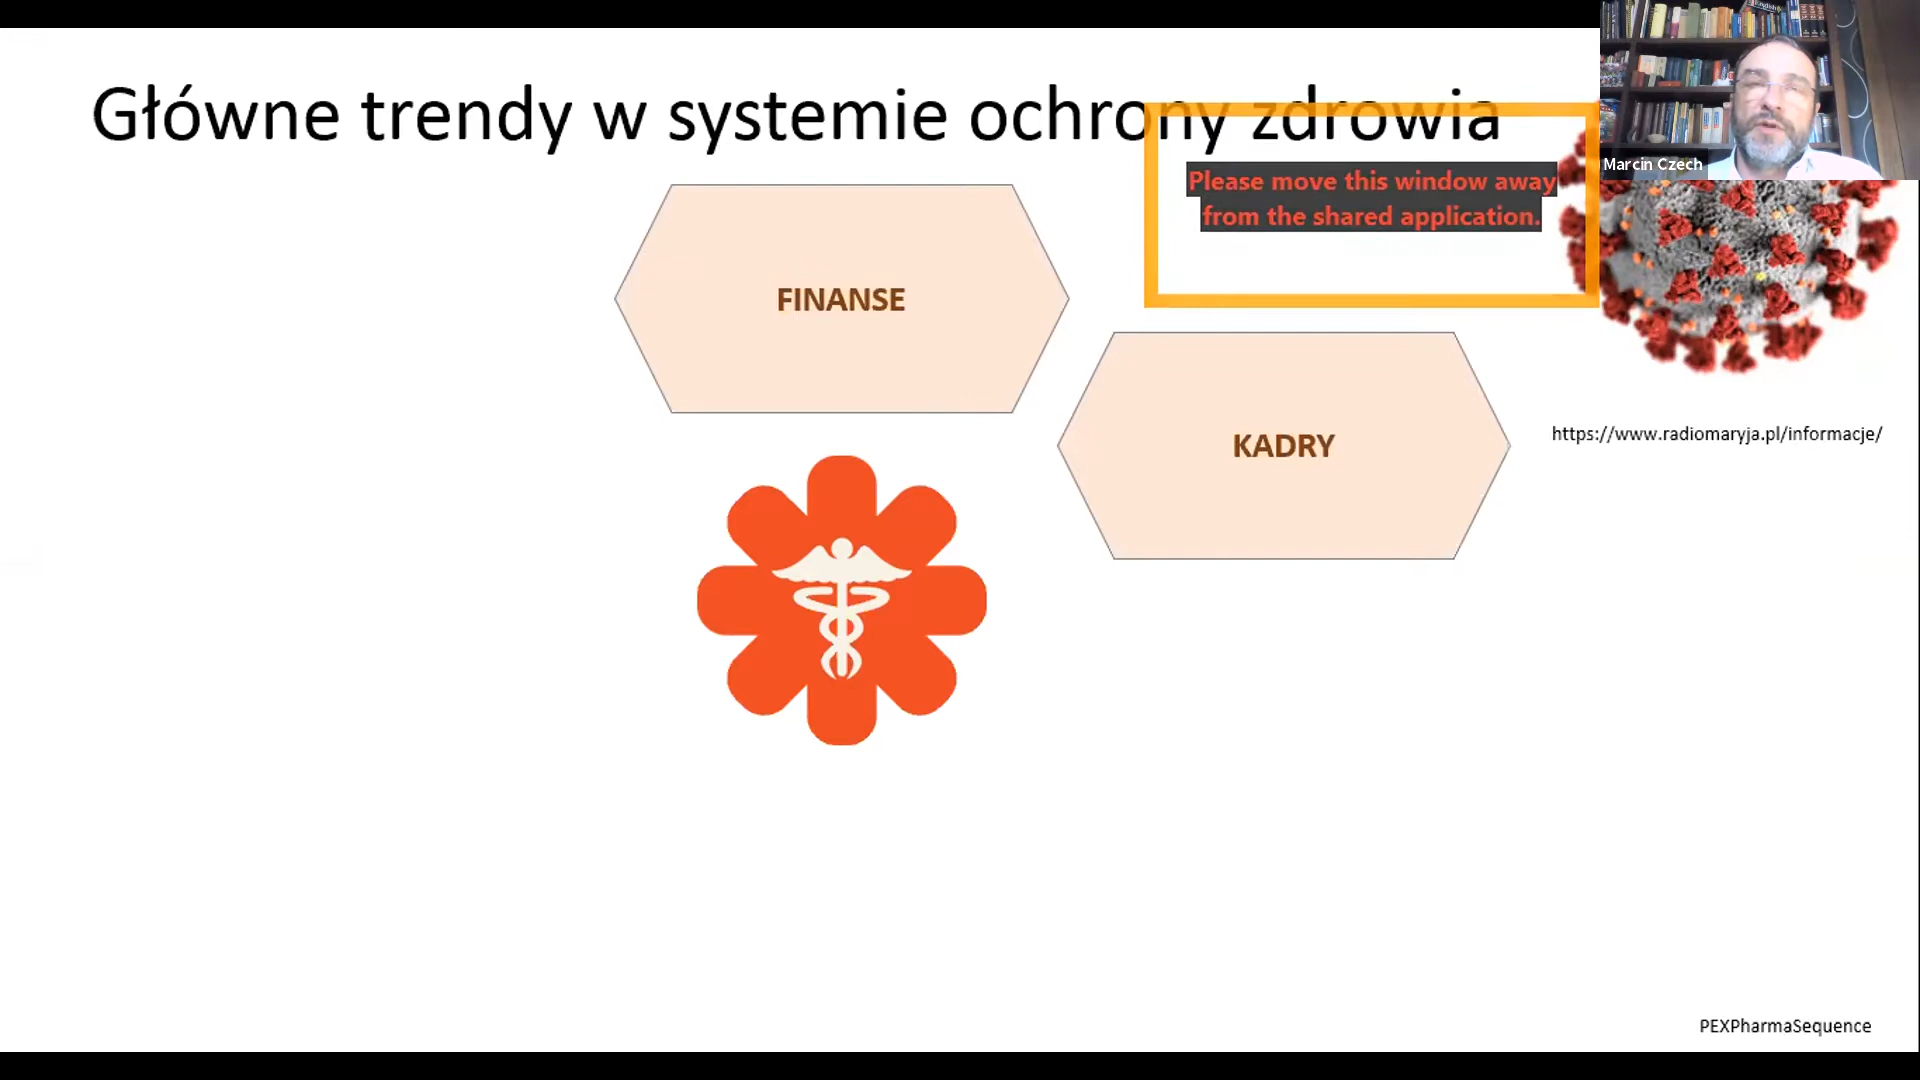 Główne trendy w systemie ochrony zdrowia
Please move this window away
from the shared application.
Marcin Czech
FINANSE
KADRY
https://www.radiomaryja.pl/informacje/
PEXPharmaSequence